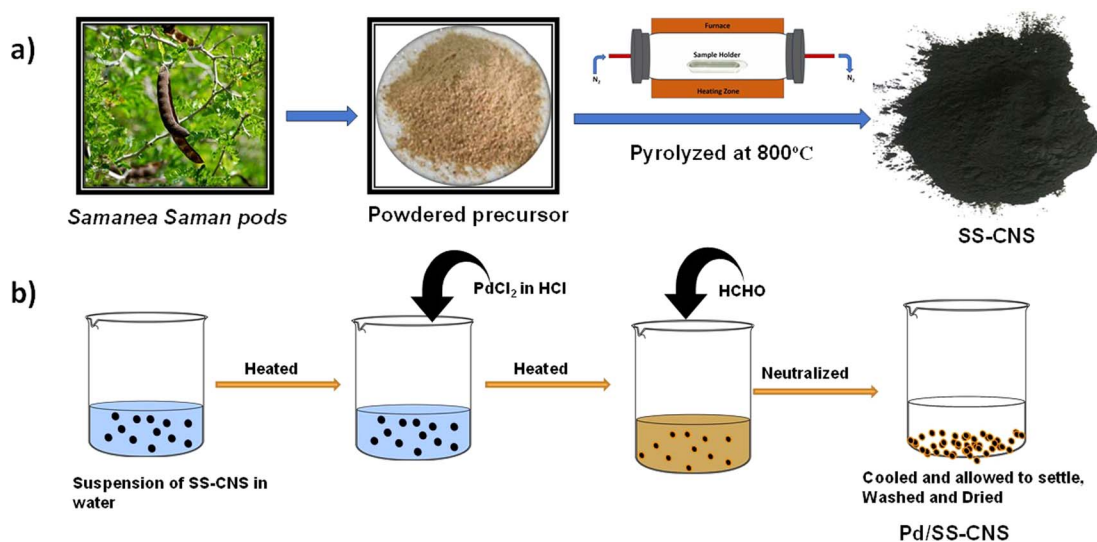 a)
Furnace
Sample Holder
N2
N2
Heating Zone
Pyrolyzed at 800°C
Samanea Saman pods
Powdered precursor
SS-CNS
b)
PdCl2 in HCl
HCHO
Heated
Heated
Neutralized
Suspension of SS-CNS in
water
Cooled and allowed to settle,
Washed and Dried
Pd/SS-CNS